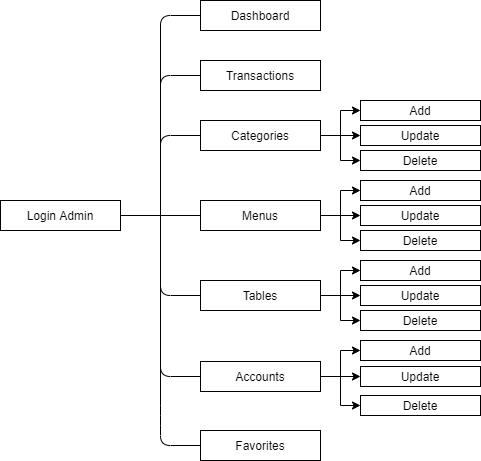 Dashboard
Transactions
Categories
Add
Update
Delete
Login Admin
Menus
Add
Update
Delete
Tables
Add
Update
Delete
Accounts
Add
Update
Delete
Favorites